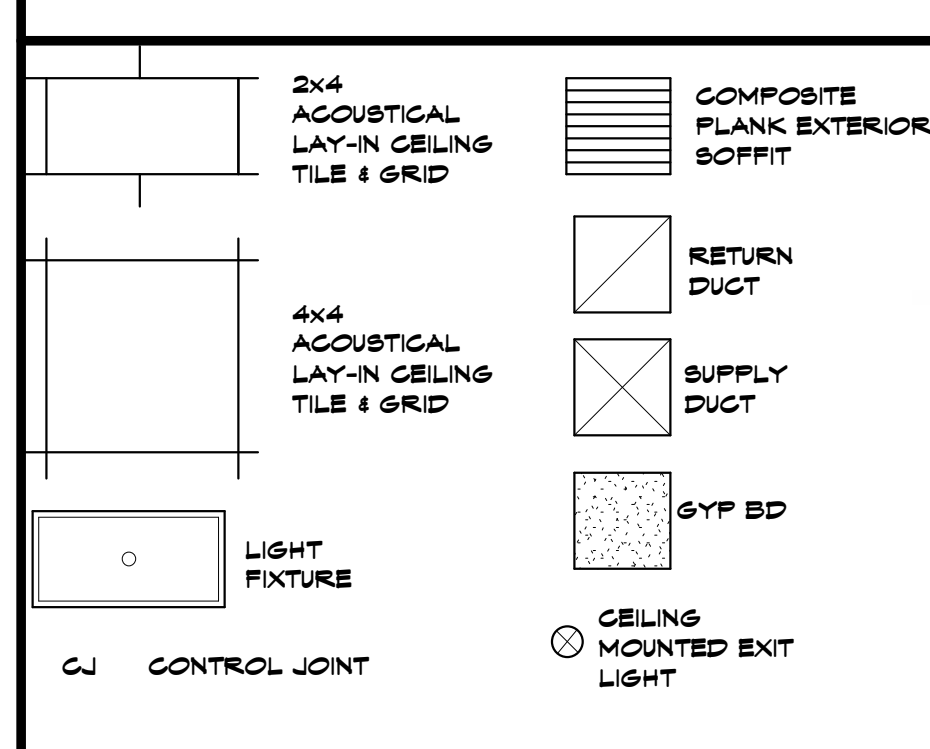 2x4
ACOUSTICAL
LAY-IN CEILING
TILE & GRID
4x4
ACOUSTICAL
LAY-IN CEILING
TILE & GRID
LIGHT
FIXTURE
CJ CONTROL JOINT
COMPOSITE
PLANK EXTERIOR
SOFFIT
RETURN
DUCT
SUPPLY
DUCT
GYP BD
CEILING
MOUNTED EXIT
LIGHT